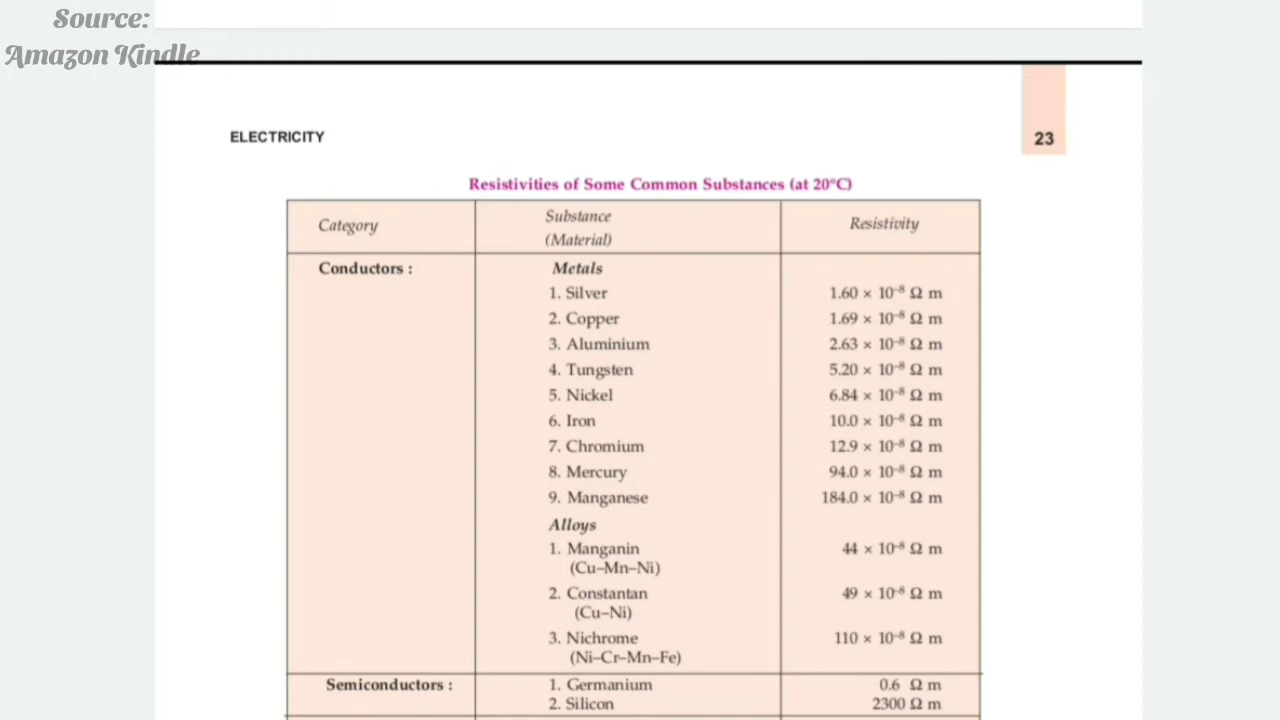 Source:
Amazon Kindle
ELECTRICITY
23
Resistivities of Some Common Substances (at 20°C)
Category Substance (Material) Resistivity
Conductors : Metals
1. Silver 1.60 × 10⁻⁸ Ω m
2. Copper 1.69 × 10⁻⁸ Ω m
3. Aluminium 2.63 × 10⁻⁸ Ω m
4. Tungsten 5.20 × 10⁻⁸ Ω m
5. Nickel 6.84 × 10⁻⁸ Ω m
6. Iron 10.0 × 10⁻⁸ Ω m
7. Chromium 12.9 × 10⁻⁸ Ω m
8. Mercury 94.0 × 10⁻⁸ Ω m
9. Manganese 184.0 × 10⁻⁸ Ω m
Alloys
1. Manganin 44 × 10⁻⁸ Ω m
(Cu–Mn–Ni)
2. Constantan 49 × 10⁻⁸ Ω m
(Cu–Ni)
3. Nichrome 110 × 10⁻⁸ Ω m
(Ni–Cr–Mn–Fe)
Semiconductors : 1. Germanium 0.6 Ω m
2. Silicon 2300 Ω m